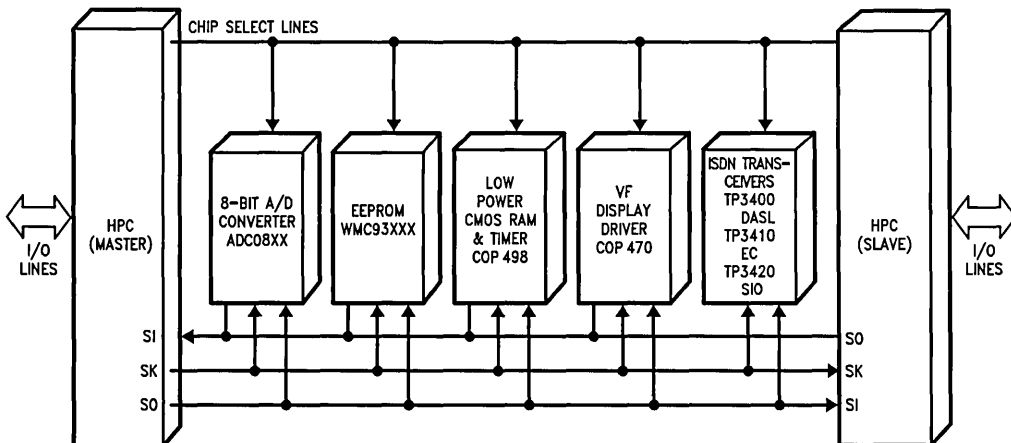 CHIP SELECT LINES
HPC
(MASTER)
I/O
LINES
8-BIT A/D
CONVERTER
ADC08XX
EEPROM
WMC93XXX
LOW
POWER
CMOS RAM
& TIMER
COP 498
VF
DISPLAY
DRIVER
COP 470
ISDN TRANS-
CEIVERS
TP3400
DASL
TP3410
EC
TP3420
SIO
HPC
(SLAVE)
I/O
LINES
SI
SK
SO
SO
SK
SI